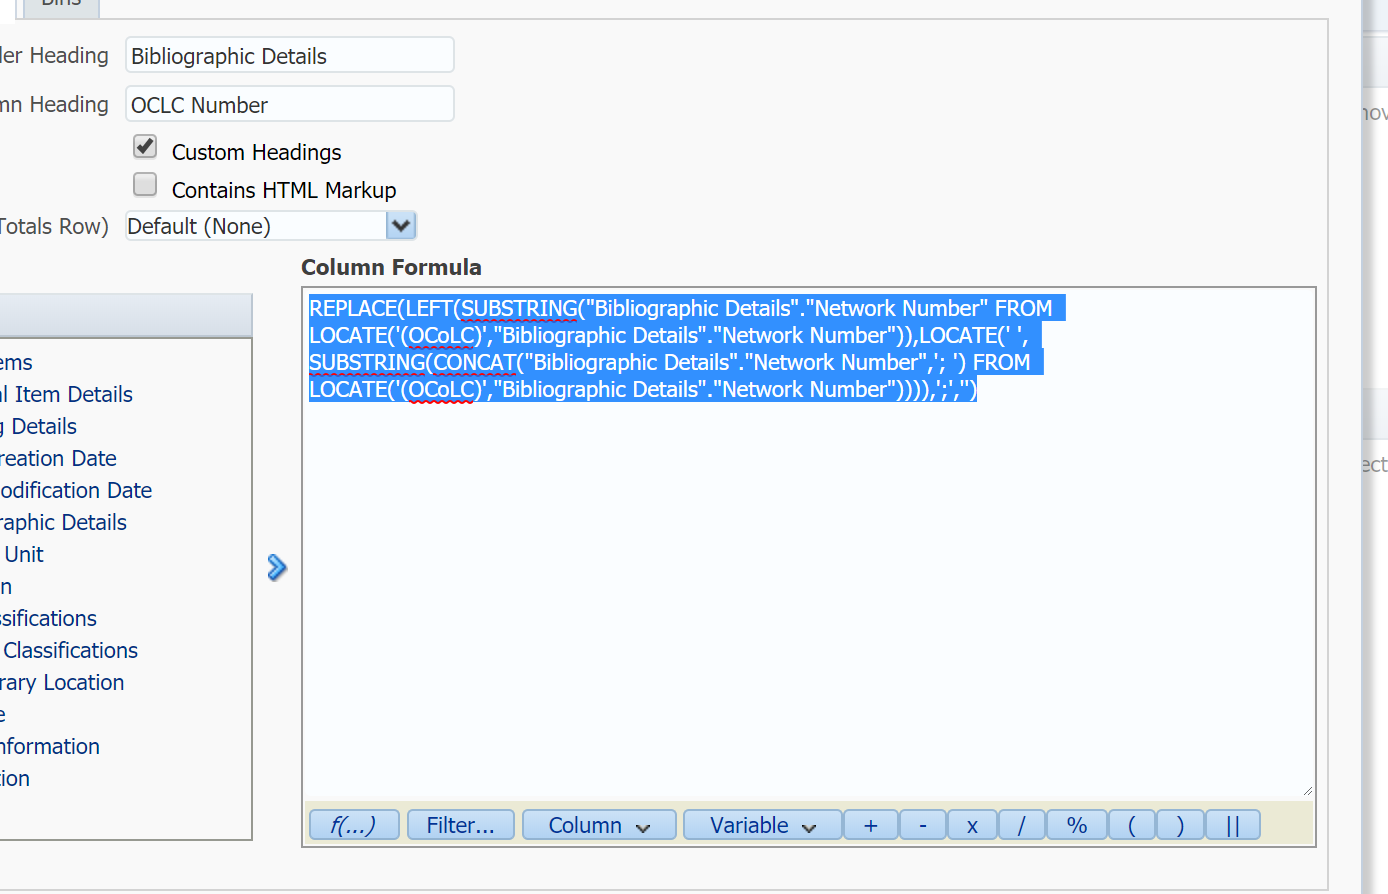 Bins
der Heading Bibliographic Details
mn Heading OCLC Number
Custom Headings
Contains HTML Markup
Totals Row) Default (None)
Column Formula
REPLACE(LEFT(SUBSTRING("Bibliographic Details"."Network Number" FROM
LOCATE('(OCoLC)',"Bibliographic Details"."Network Number")),LOCATE(' ',
SUBSTRING(CONCAT("Bibliographic Details"."Network Number",'; ') FROM
LOCATE('(OCoLC)',"Bibliographic Details"."Network Number")))),';','')
ems
l Item Details
g Details
reation Date
odification Date
raphic Details
Unit
n
ssifications
Classifications
rary Location
e
nformation
tion
nov
ect
f(...) Filter... Column Variable + - x / % ( ) ||